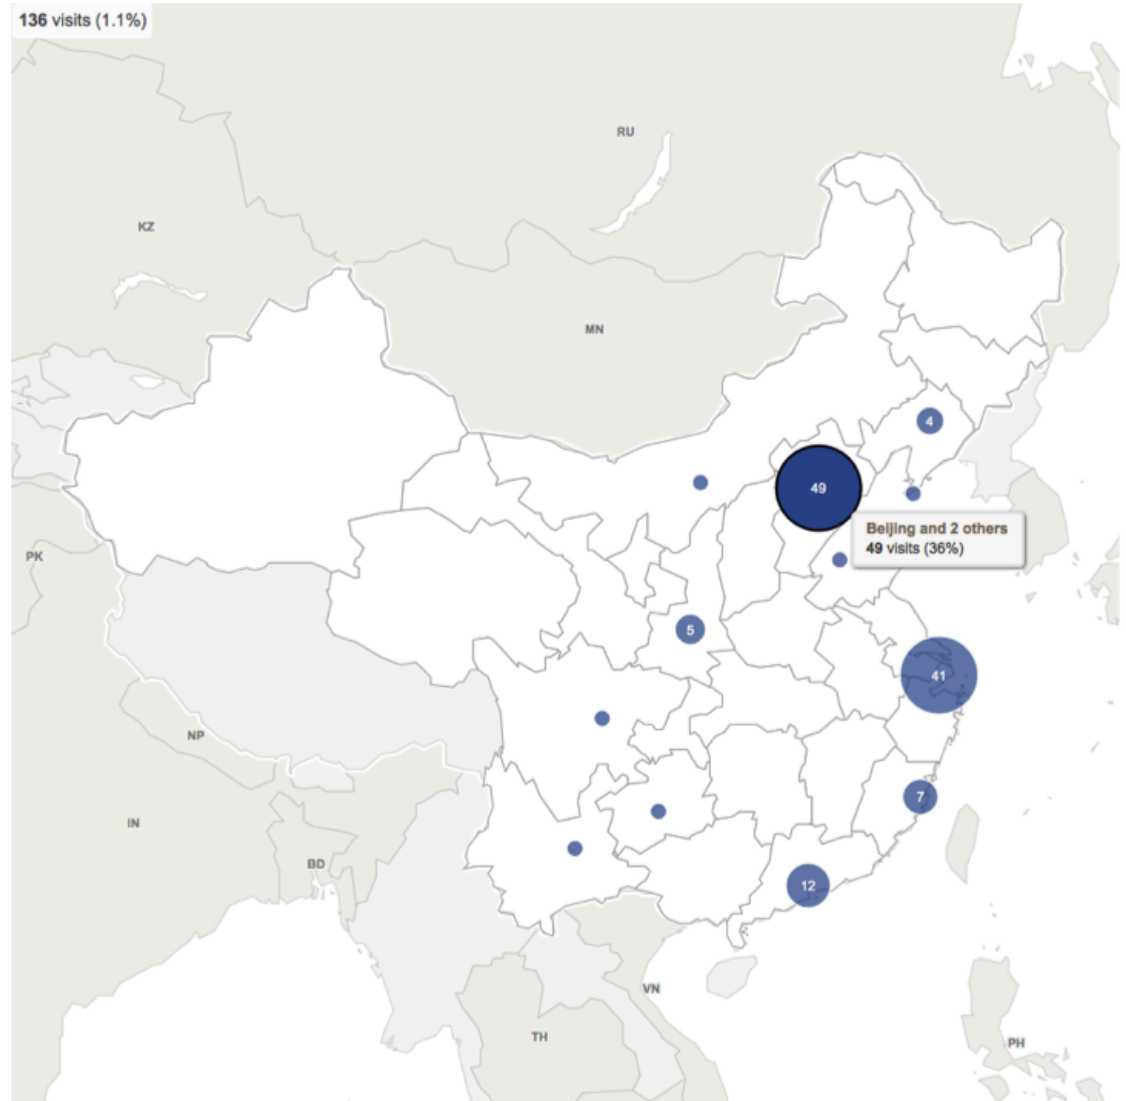 136 visits (1.1%)
RU
KZ
MN
4
49
Beijing and 2 others
49 visits (36%)
PK
5
41
NP
7
IN
BD
12
VN
TH
PH